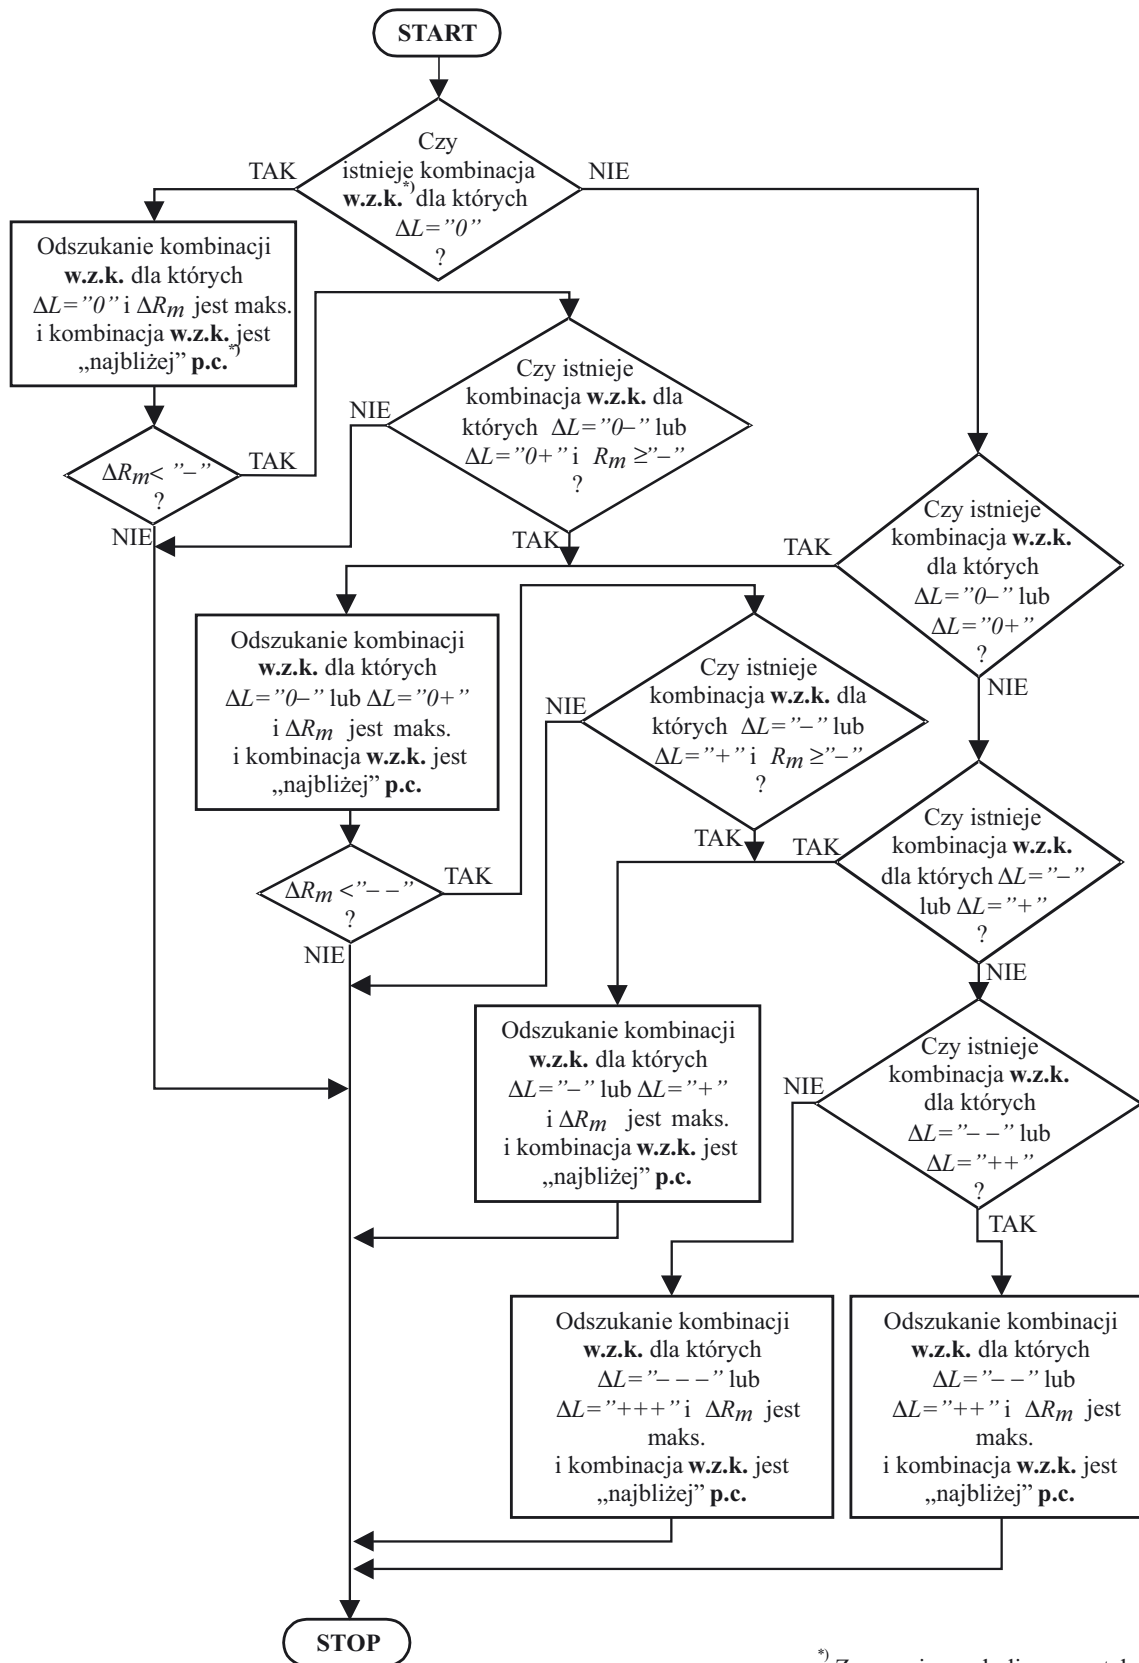 START
Czy
istnieje kombinacja
w.z.k.*) dla których
ΔL=”0”
?
TAK
NIE
Odszukanie kombinacji
w.z.k. dla których
ΔL=”0” i ΔRm jest maks.
i kombinacja w.z.k. jest
„najbliżej” p.c.*)
Czy istnieje
kombinacja w.z.k. dla
których ΔL=”0–” lub
ΔL=”0+” i Rm ≥”–”
?
NIE
ΔRm< ”–”
?
TAK
NIE
TAK
TAK
Czy istnieje
kombinacja w.z.k.
dla których
ΔL=”0–” lub
ΔL=”0+”
?
NIE
Odszukanie kombinacji
w.z.k. dla których
ΔL=”0–” lub ΔL=”0+”
i ΔRm jest maks.
i kombinacja w.z.k. jest
„najbliżej” p.c.
Czy istnieje
kombinacja w.z.k. dla
których ΔL=”–” lub
ΔL=”+” i Rm ≥”–”
?
NIE
TAK
TAK
Czy istnieje
kombinacja w.z.k.
dla których ΔL=”–”
lub ΔL=”+”
?
NIE
ΔRm <”– –”
?
TAK
NIE
Odszukanie kombinacji
w.z.k. dla których
ΔL=”–” lub ΔL=”+”
i ΔRm jest maks.
i kombinacja w.z.k. jest
„najbliżej” p.c.
Czy istnieje
kombinacja w.z.k.
dla których
ΔL=”– –” lub
ΔL=”++”
?
NIE
TAK
Odszukanie kombinacji
w.z.k. dla których
ΔL=”– – –” lub
ΔL=”+++” i ΔRm jest
maks.
i kombinacja w.z.k. jest
„najbliżej” p.c.
Odszukanie kombinacji
w.z.k. dla których
ΔL=”– –” lub
ΔL=”++” i ΔRm jest
maks.
i kombinacja w.z.k. jest
„najbliżej” p.c.
STOP
*)